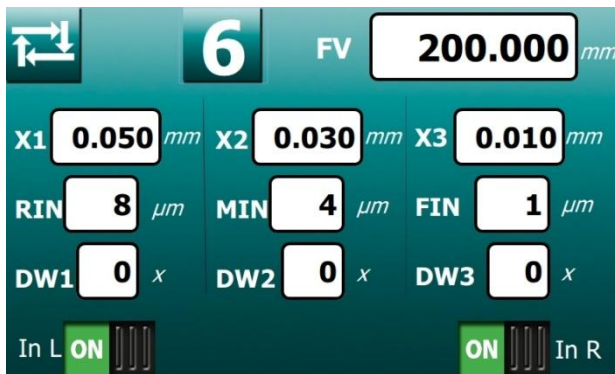 6 FV 200.000 mm
X1 0.050 mm X2 0.030 mm X3 0.010 mm
RIN 8 µm MIN 4 µm FIN 1 µm
DW1 0 x DW2 0 x DW3 0 x
In L ON ON In R